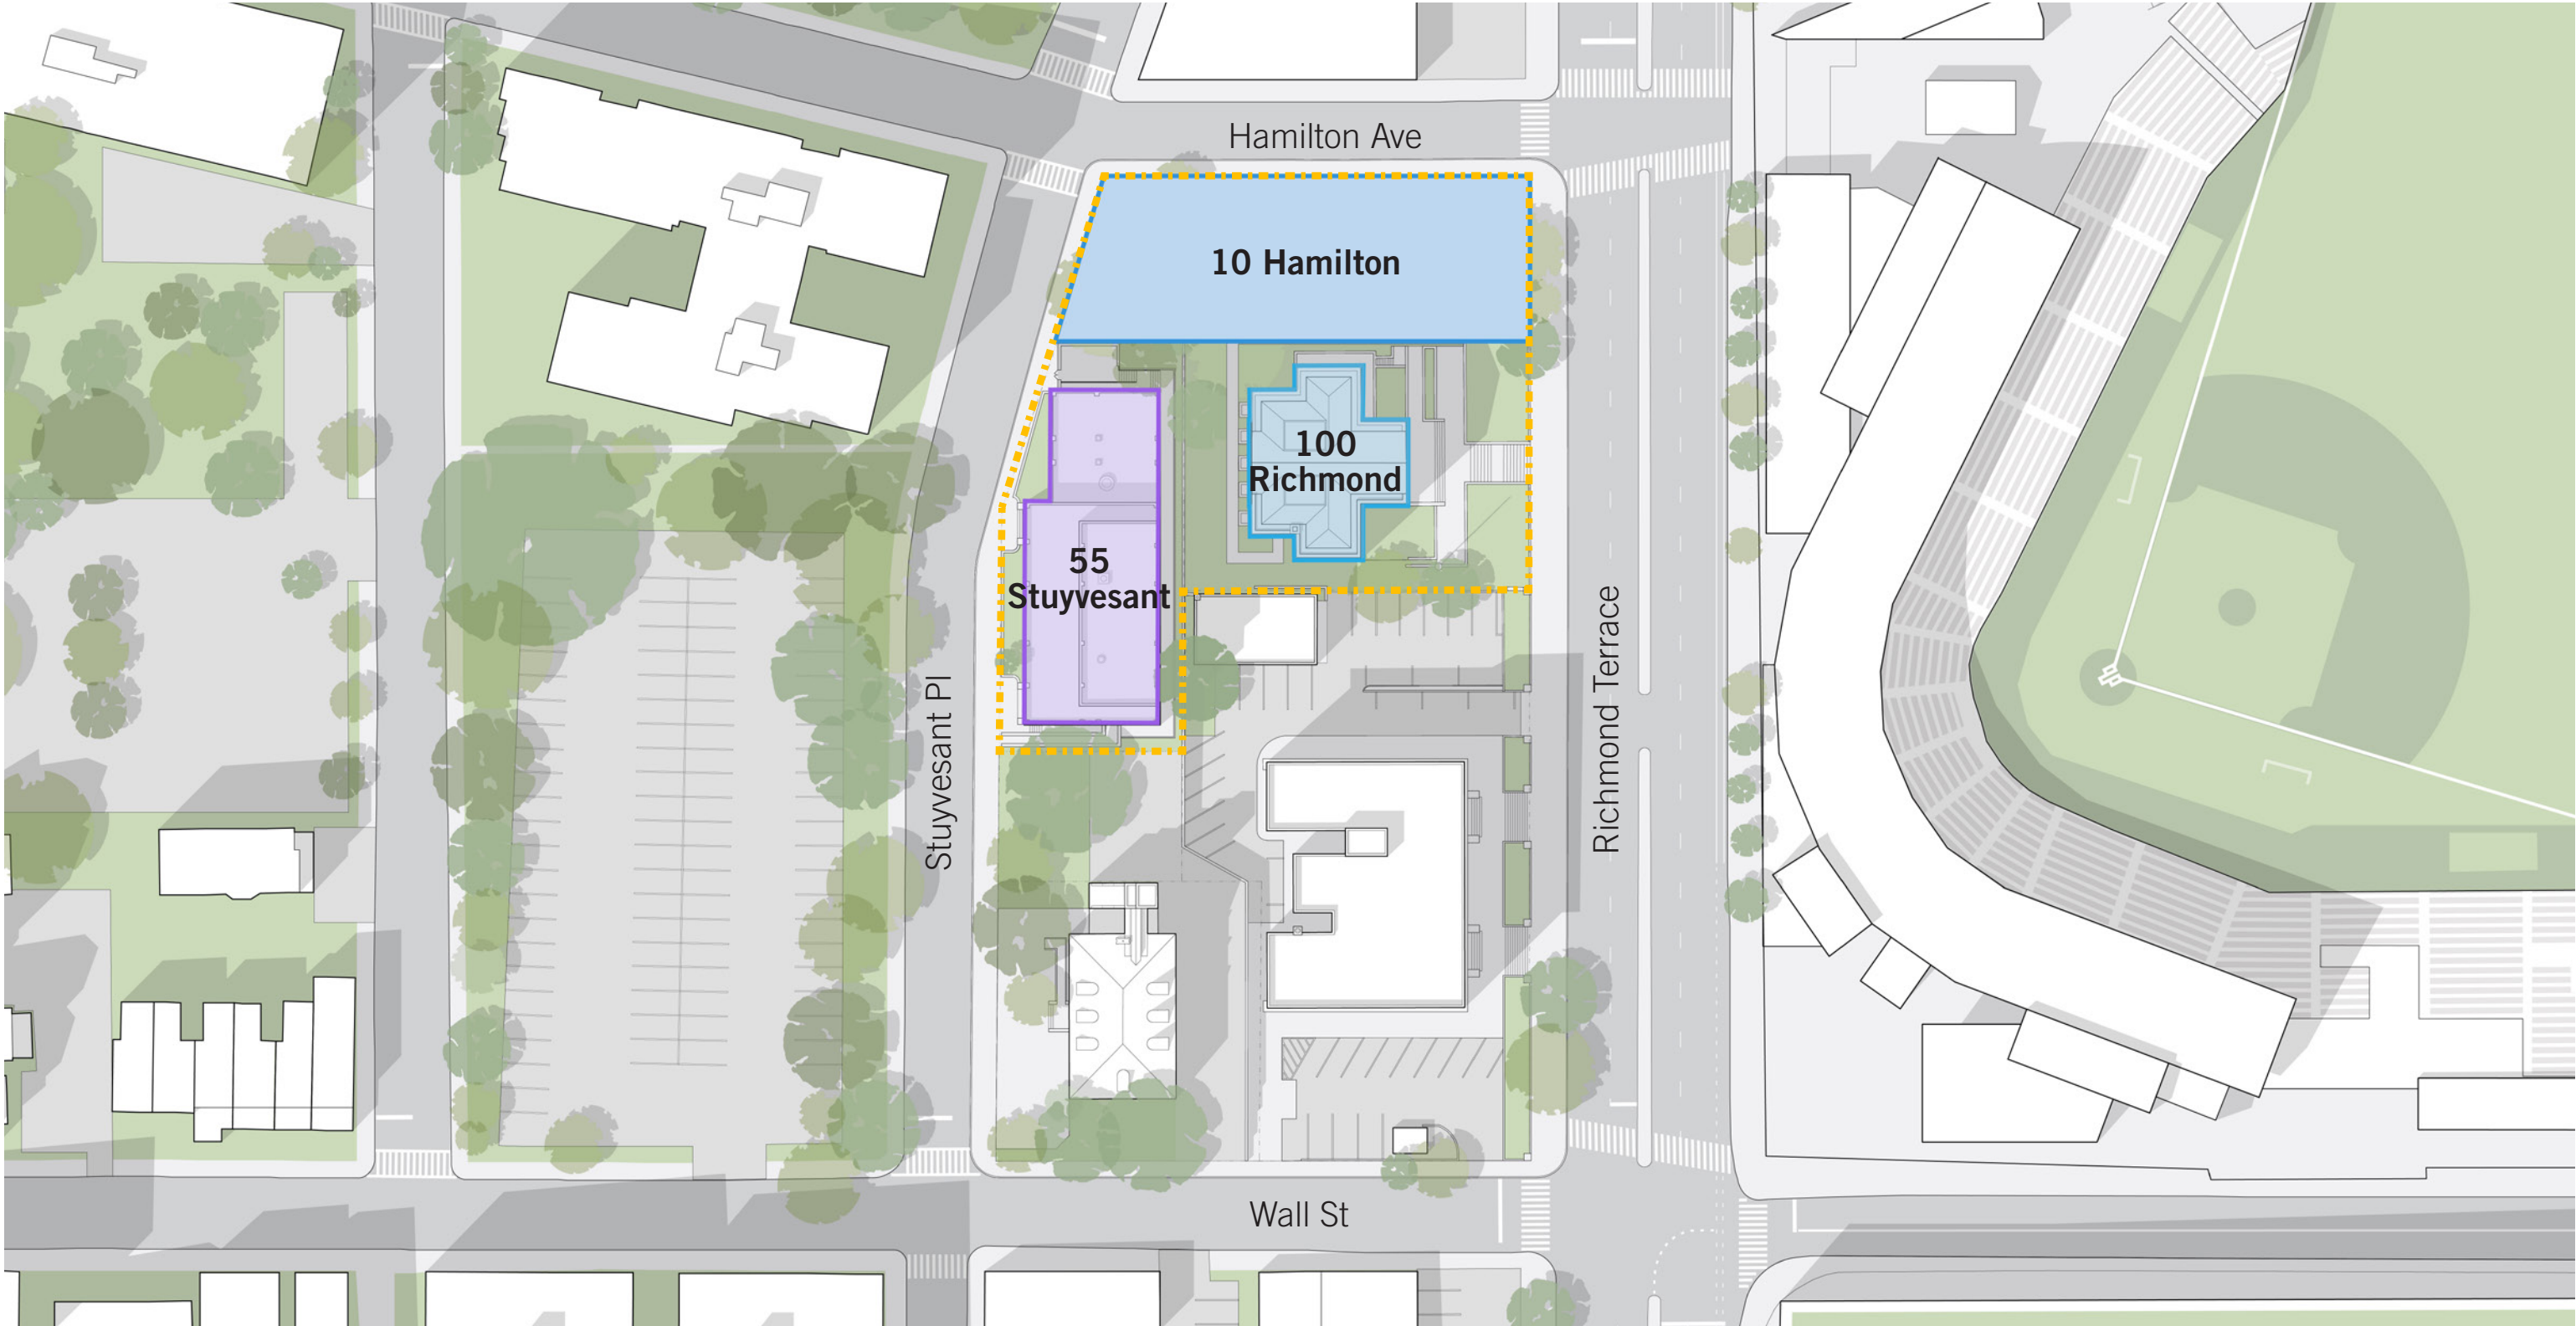 Hamilton Ave
10 Hamilton
100
Richmond
55
Stuyvesant
Stuyvesant Pl
Richmond Terrace
Wall St